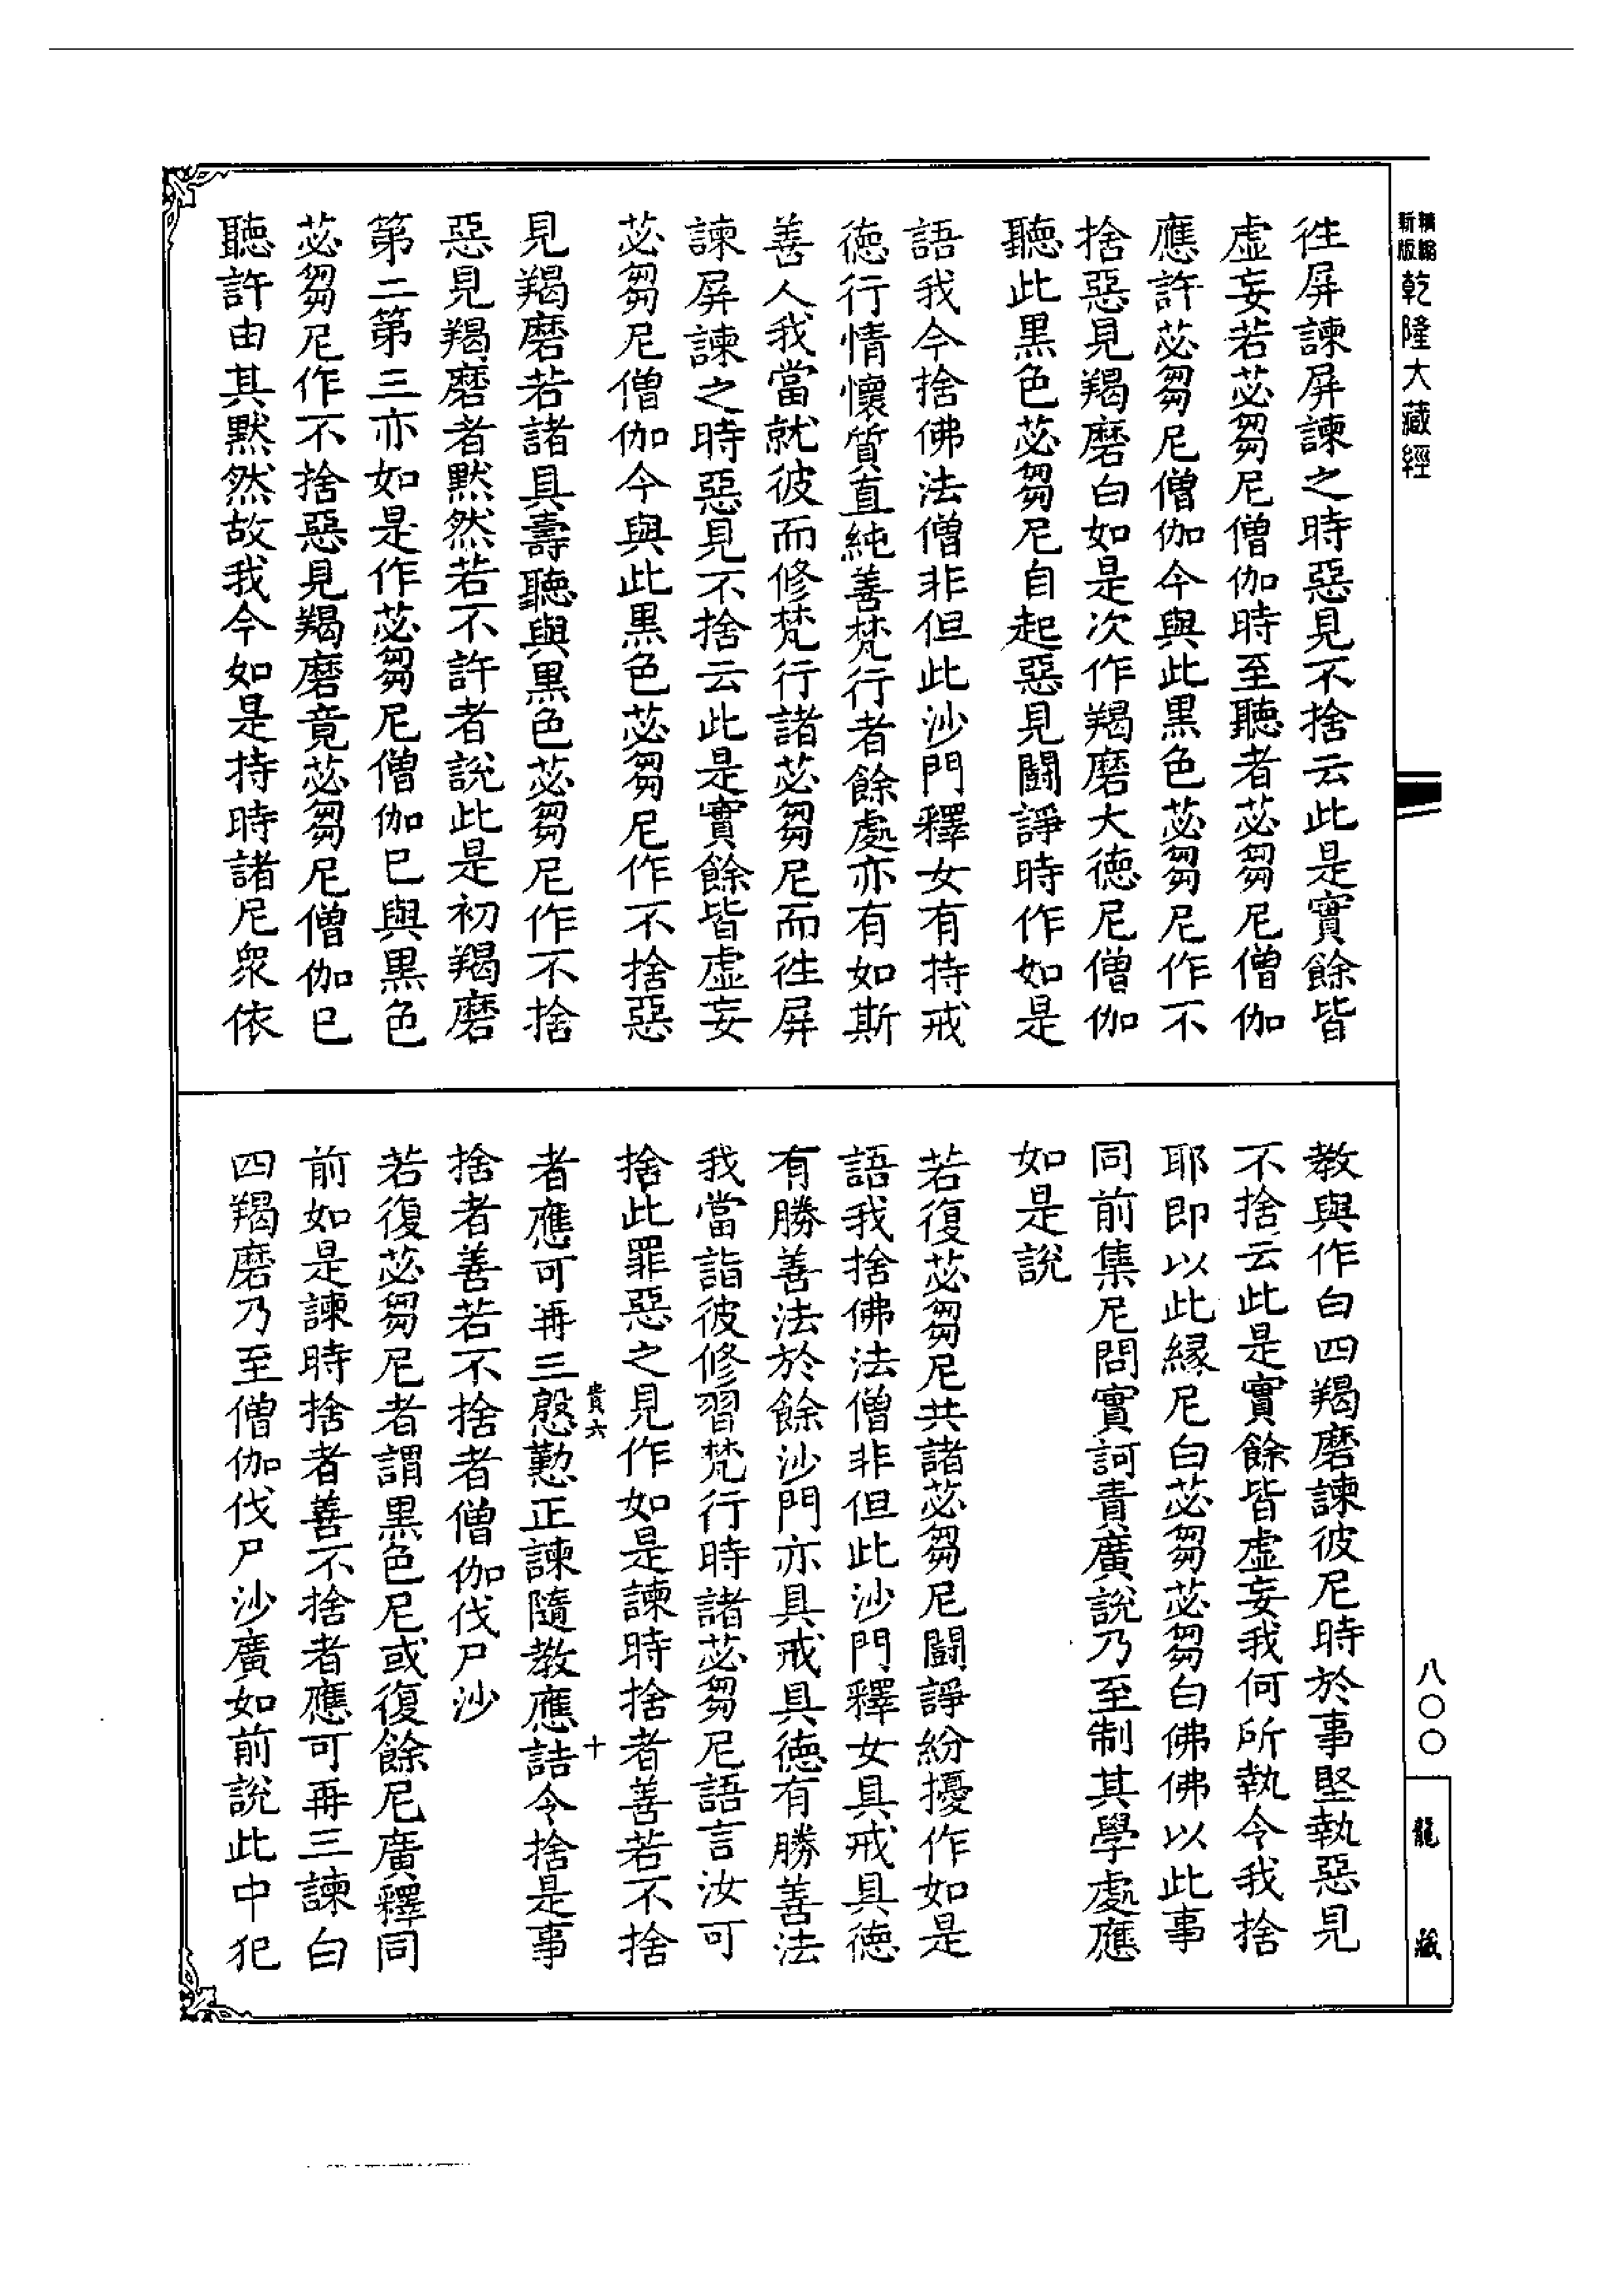 精縮
新版
乾隆大藏經
往屏諫屏諫之時惡見不捨云此是實餘皆
虛妄若苾芻尼僧伽時至聽者苾芻尼僧伽
應許苾芻尼僧伽今與此黑色苾芻尼作不
捨惡見羯磨白如是次作羯磨大德尼僧伽
聽此黑色苾芻尼自起惡見鬪諍時作如是
語我今捨佛法僧非但此沙門釋女有持戒
德行情懷質直純善梵行者餘處亦有如斯
善人我當就彼而修梵行諸苾芻尼而往屏
諫屏諫之時惡見不捨云此是實餘皆虛妄
苾芻尼僧伽今與此黑色苾芻尼作不捨惡
見羯磨若諸具壽聽與黑色苾芻尼作不捨
惡見羯磨者默然若不許者說此是初羯磨
第二第三亦如是作苾芻尼僧伽巳與黑色
苾芻尼作不捨惡見羯磨竟苾芻尼僧伽巳
聽許由其默然故我今如是持時諸尼眾依
教與作白四羯磨諫彼尼時於事堅執惡見
不捨云此是實餘皆虛妄我何所執令我捨
耶即以此緣尼白苾芻苾芻白佛佛以此事
同前集尼問實訶責廣說乃至制其學處應
如是說
若復苾芻尼共諸苾芻尼鬪諍紛擾作如是
語我捨佛法僧非但此沙門釋女具戒具德
有勝善法於餘沙門亦具戒具德有勝善法
我當詣彼修習梵行時諸苾芻尼語言汝可
捨此罪惡之見作如是諫時捨者善若不捨
貴六
十
者應可再三慇懃正諫隨教應詰令捨是事
捨者善若不捨者僧伽伐尸沙
若復苾芻尼者謂黑色尼或復餘尼廣釋同
前如是諫時捨者善不捨者應可再三諫白
四羯磨乃至僧伽伐尸沙廣如前說此中犯
八〇〇
龍藏